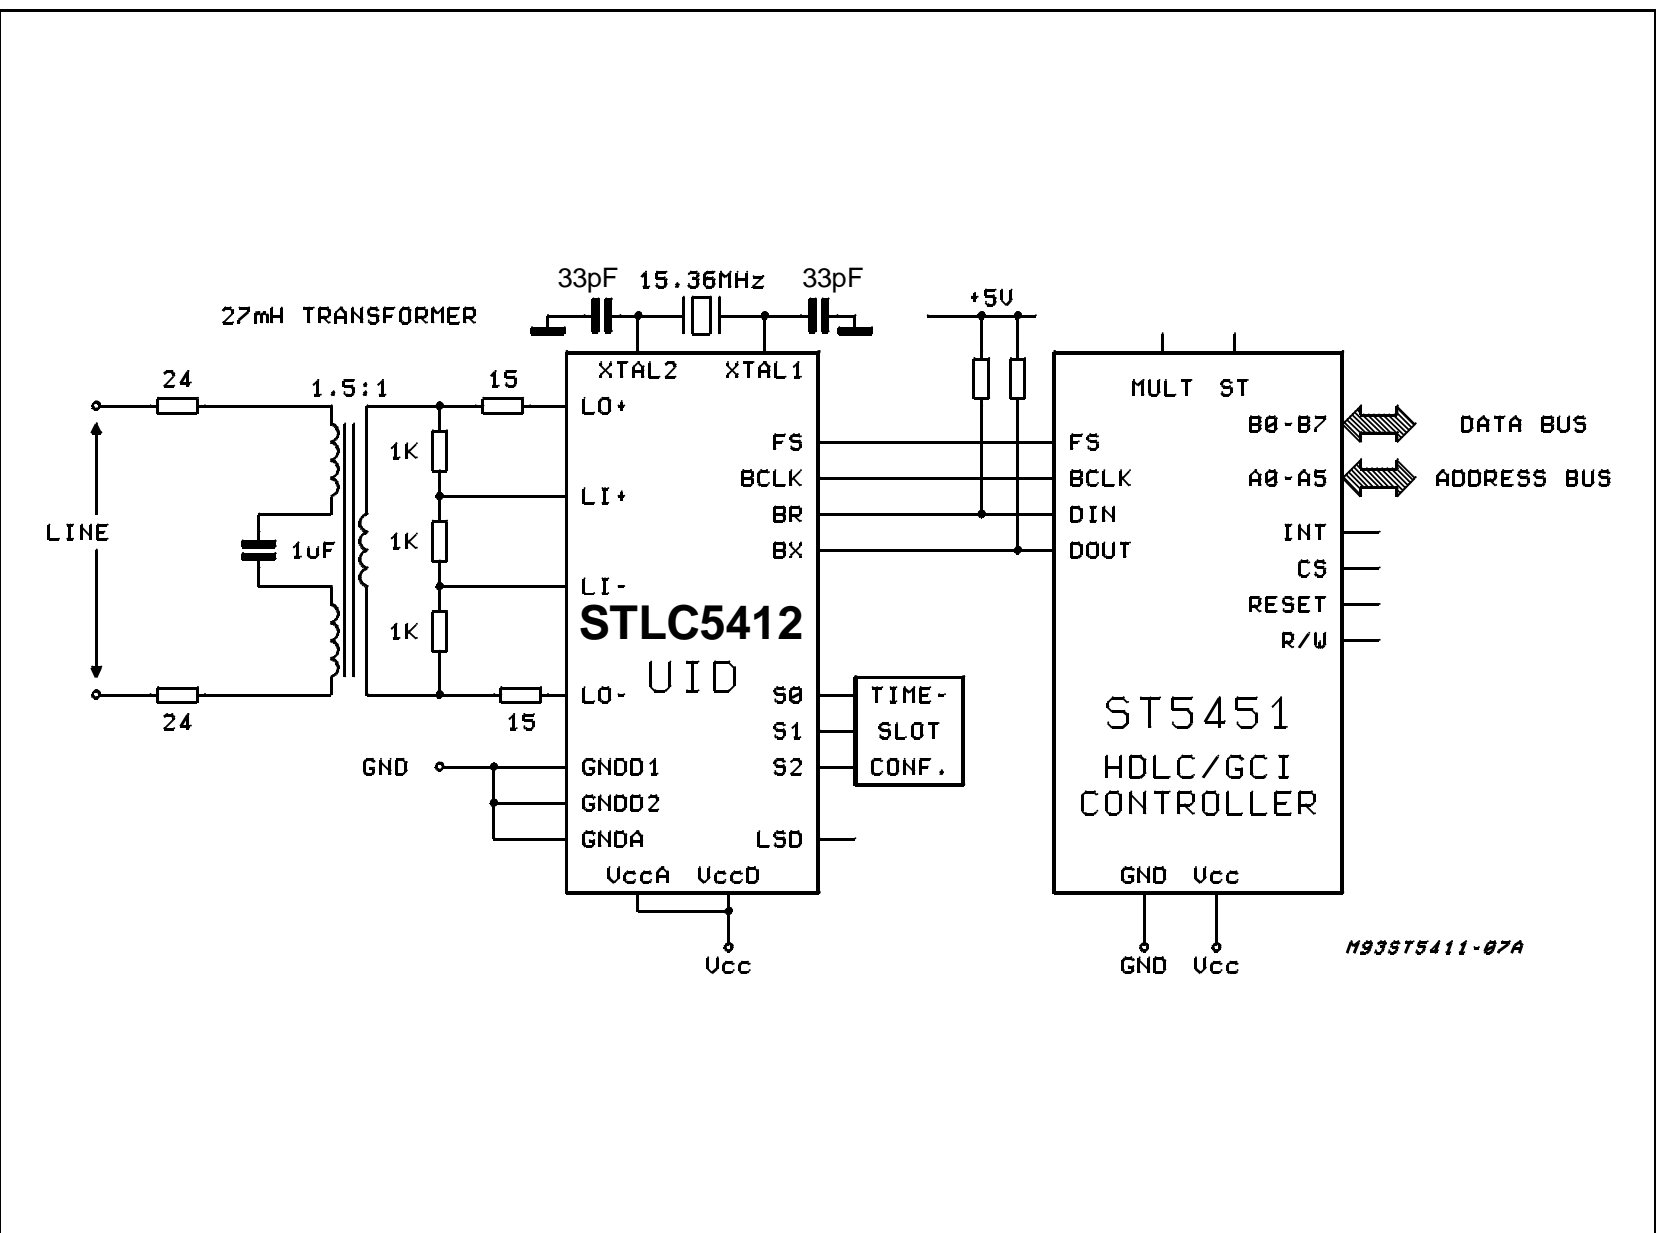 33pF 15.36MHz 33pF
+5V
27mH TRANSFORMER
XTAL2 XTAL1
24
1.5:1
15
LO+
MULT ST
B0-B7
DATA BUS
FS
FS
1K
BCLK
BCLK
A0-A5
ADDRESS BUS
LI+
BR
DIN
LINE
INT
1uF
1K
BX
DOUT
CS
LI-
RESET
STLC5412
1K
R/W
UID
LO-
S0
TIME-
24
15
S1
SLOT
ST5451
GND
GNDD1
S2
CONF.
HDLC/GCI
GNDD2
CONTROLLER
GNDA
LSD
VccA VccD
GND Vcc
M93ST5411-07A
Vcc
GND Vcc